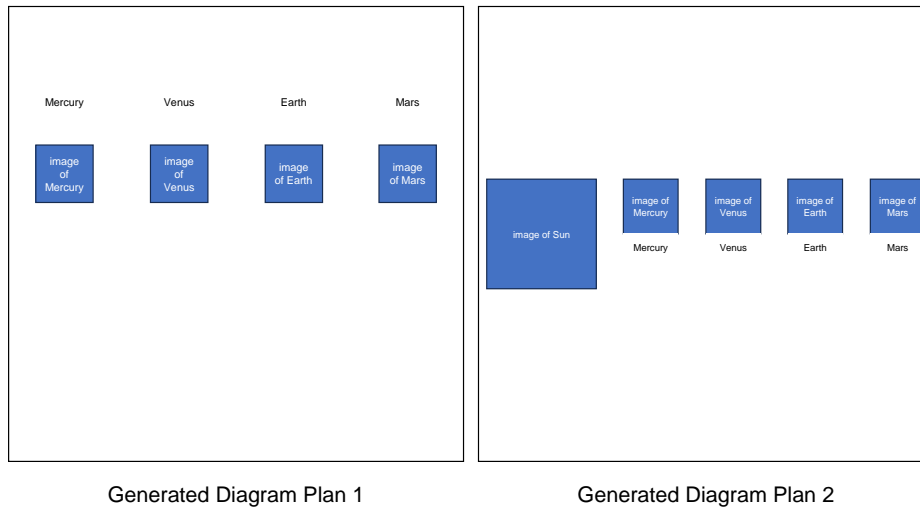 Mercury Venus Earth Mars
image
of
Mercury
image
of
Venus
image
of Earth
image
of Mars
image of Sun
image of
Mercury
image of
Venus
image of
Earth
image of
Mars
Mercury Venus Earth Mars
Generated Diagram Plan 1
Generated Diagram Plan 2